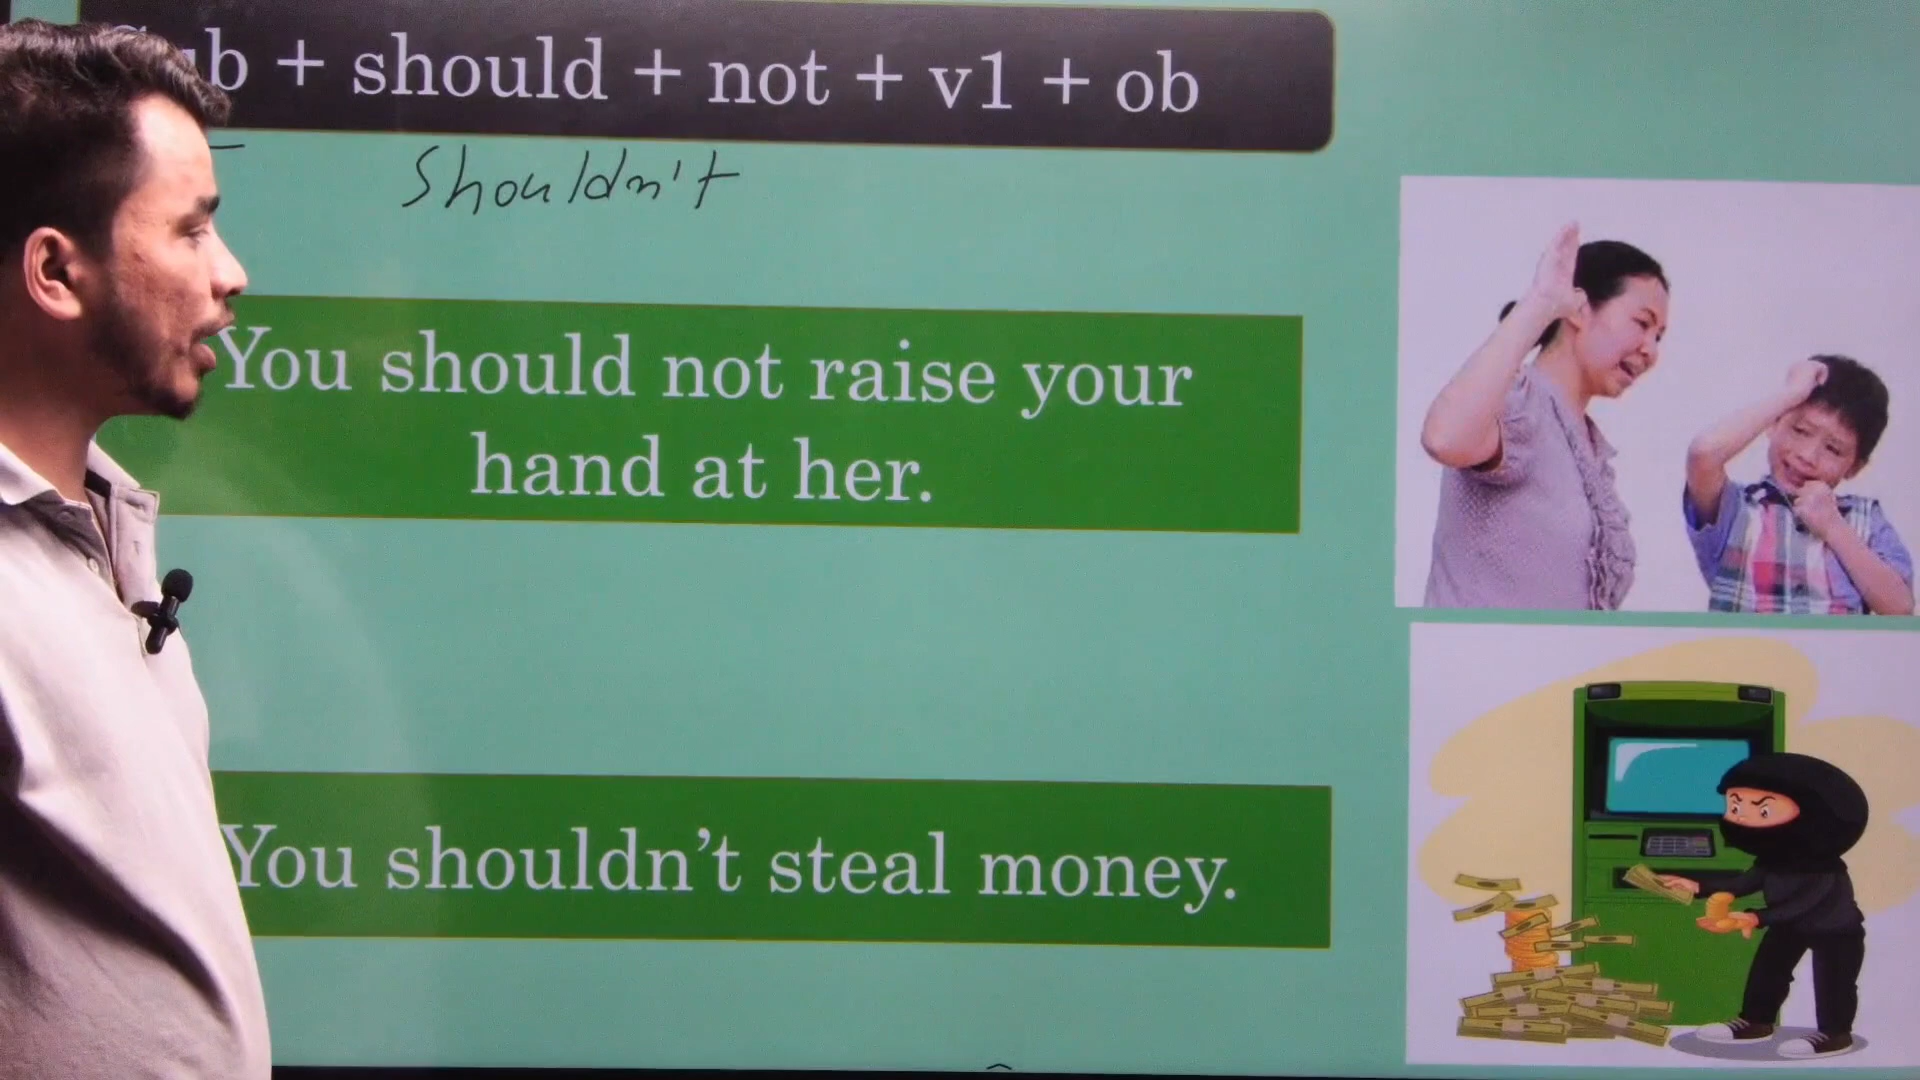 + should + not + v1 + ob
Shouldn't
You should not raise your
hand at her.
You shouldn't steal money.